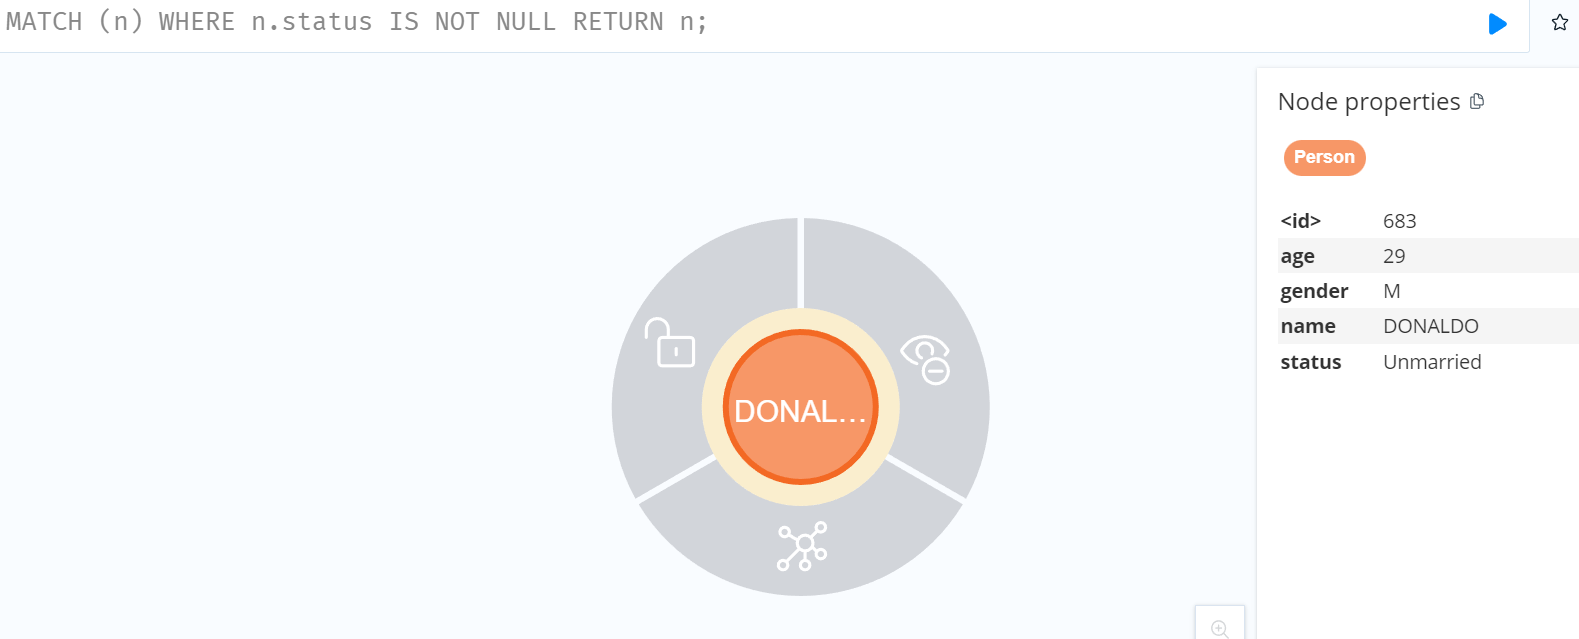 MATCH (n) WHERE n.status IS NOT NULL RETURN n;
Node properties
Person
<id> 683
age 29
gender M
name DONALDO
status Unmarried
DONAL...